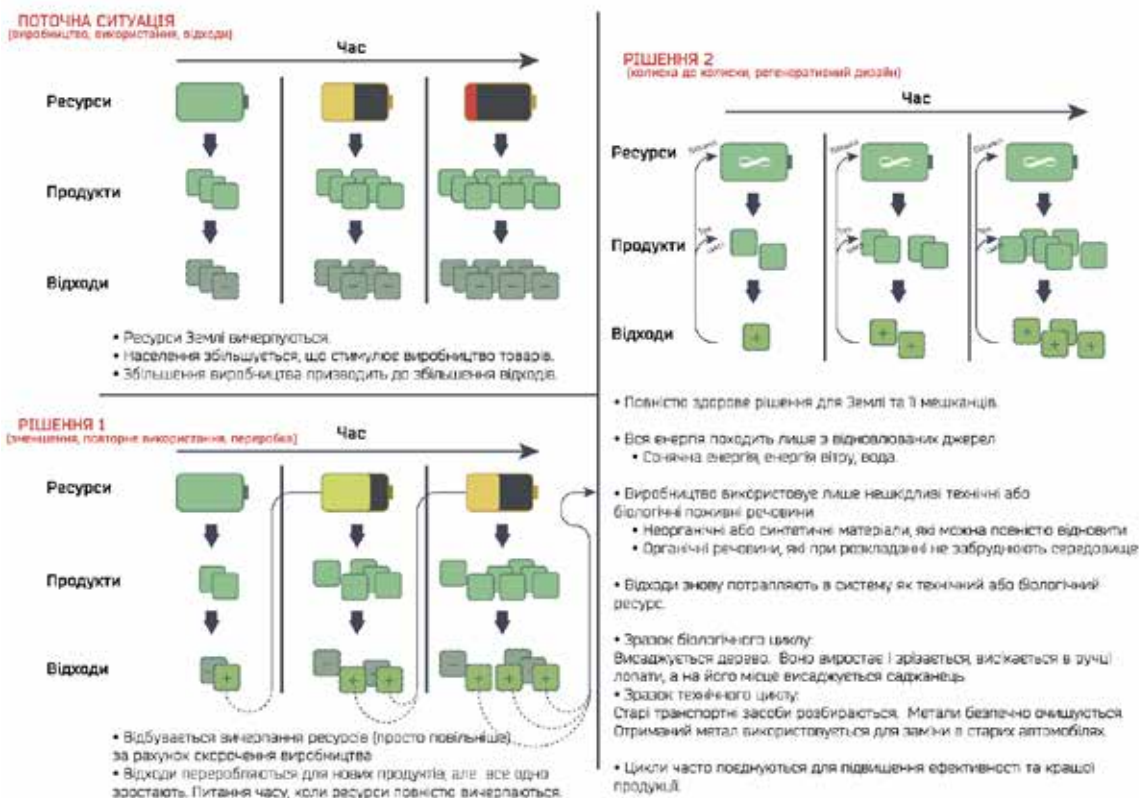 ПОТОЧНА СИТУАЦІЯ
(виробництво, використання, відходи)
Час
Ресурси
Продукти
Відходи
• Ресурси Землі вичерпуються.
• Населення збільшується, що стимулює виробництво товарів.
• Збільшення виробництва призводить до збільшення відходів.
РІШЕННЯ 1
(зменшення, повторне використання, переробка)
Час
Ресурси
Продукти
Відходи
• Відбувається вичерпання ресурсів (просто повільніше)
за рахунок скорочення виробництва
• Відходи переробляються для нових продуктів, але все одно
зростають. Питання часу, коли ресурси повністю вичерпаються.
РІШЕННЯ 2
(колиска до колиски, регенеративний дизайн)
Час
Ресурси
Продукти
Відходи
• Повністю здорове рішення для Землі та її мешканців.
• Вся енергія походить лише з відновлюваних джерел
• Сонячна енергія, енергія вітру, вода.
• Виробництво використовує лише нешкідливі технічні або
біологічні поживні речовини
• Неорганічні або синтетичні матеріали, які можна повністю відновити
• Органічні речовини, які при розкладанні не забруднюють середовище
• Відходи знову потрапляють в систему як технічний або біологічний
ресурс.
• Зразок біологічного циклу:
Висаджується дерево. Воно виростає і зрізається, висікається в ручці
лопати, а на його місце висаджується саджанець
• Зразок технічного циклу:
Старі транспортні засоби розбираються. Метали безпечно очищуються
Отриманий метал використовується для заміни в старих автомобілях.
• Цикли часто поєднуються для підвищення ефективності та кращої
продукції.